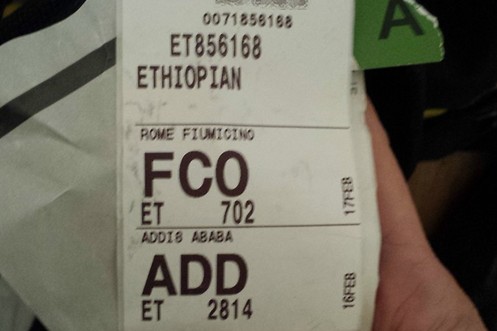 0071856168
ET856168
ETHIOPIAN
A
ROME FIUMICINO
FCO
ET 702
17FEB
ADDIS ABABA
ADD
ET 2814
16FEB